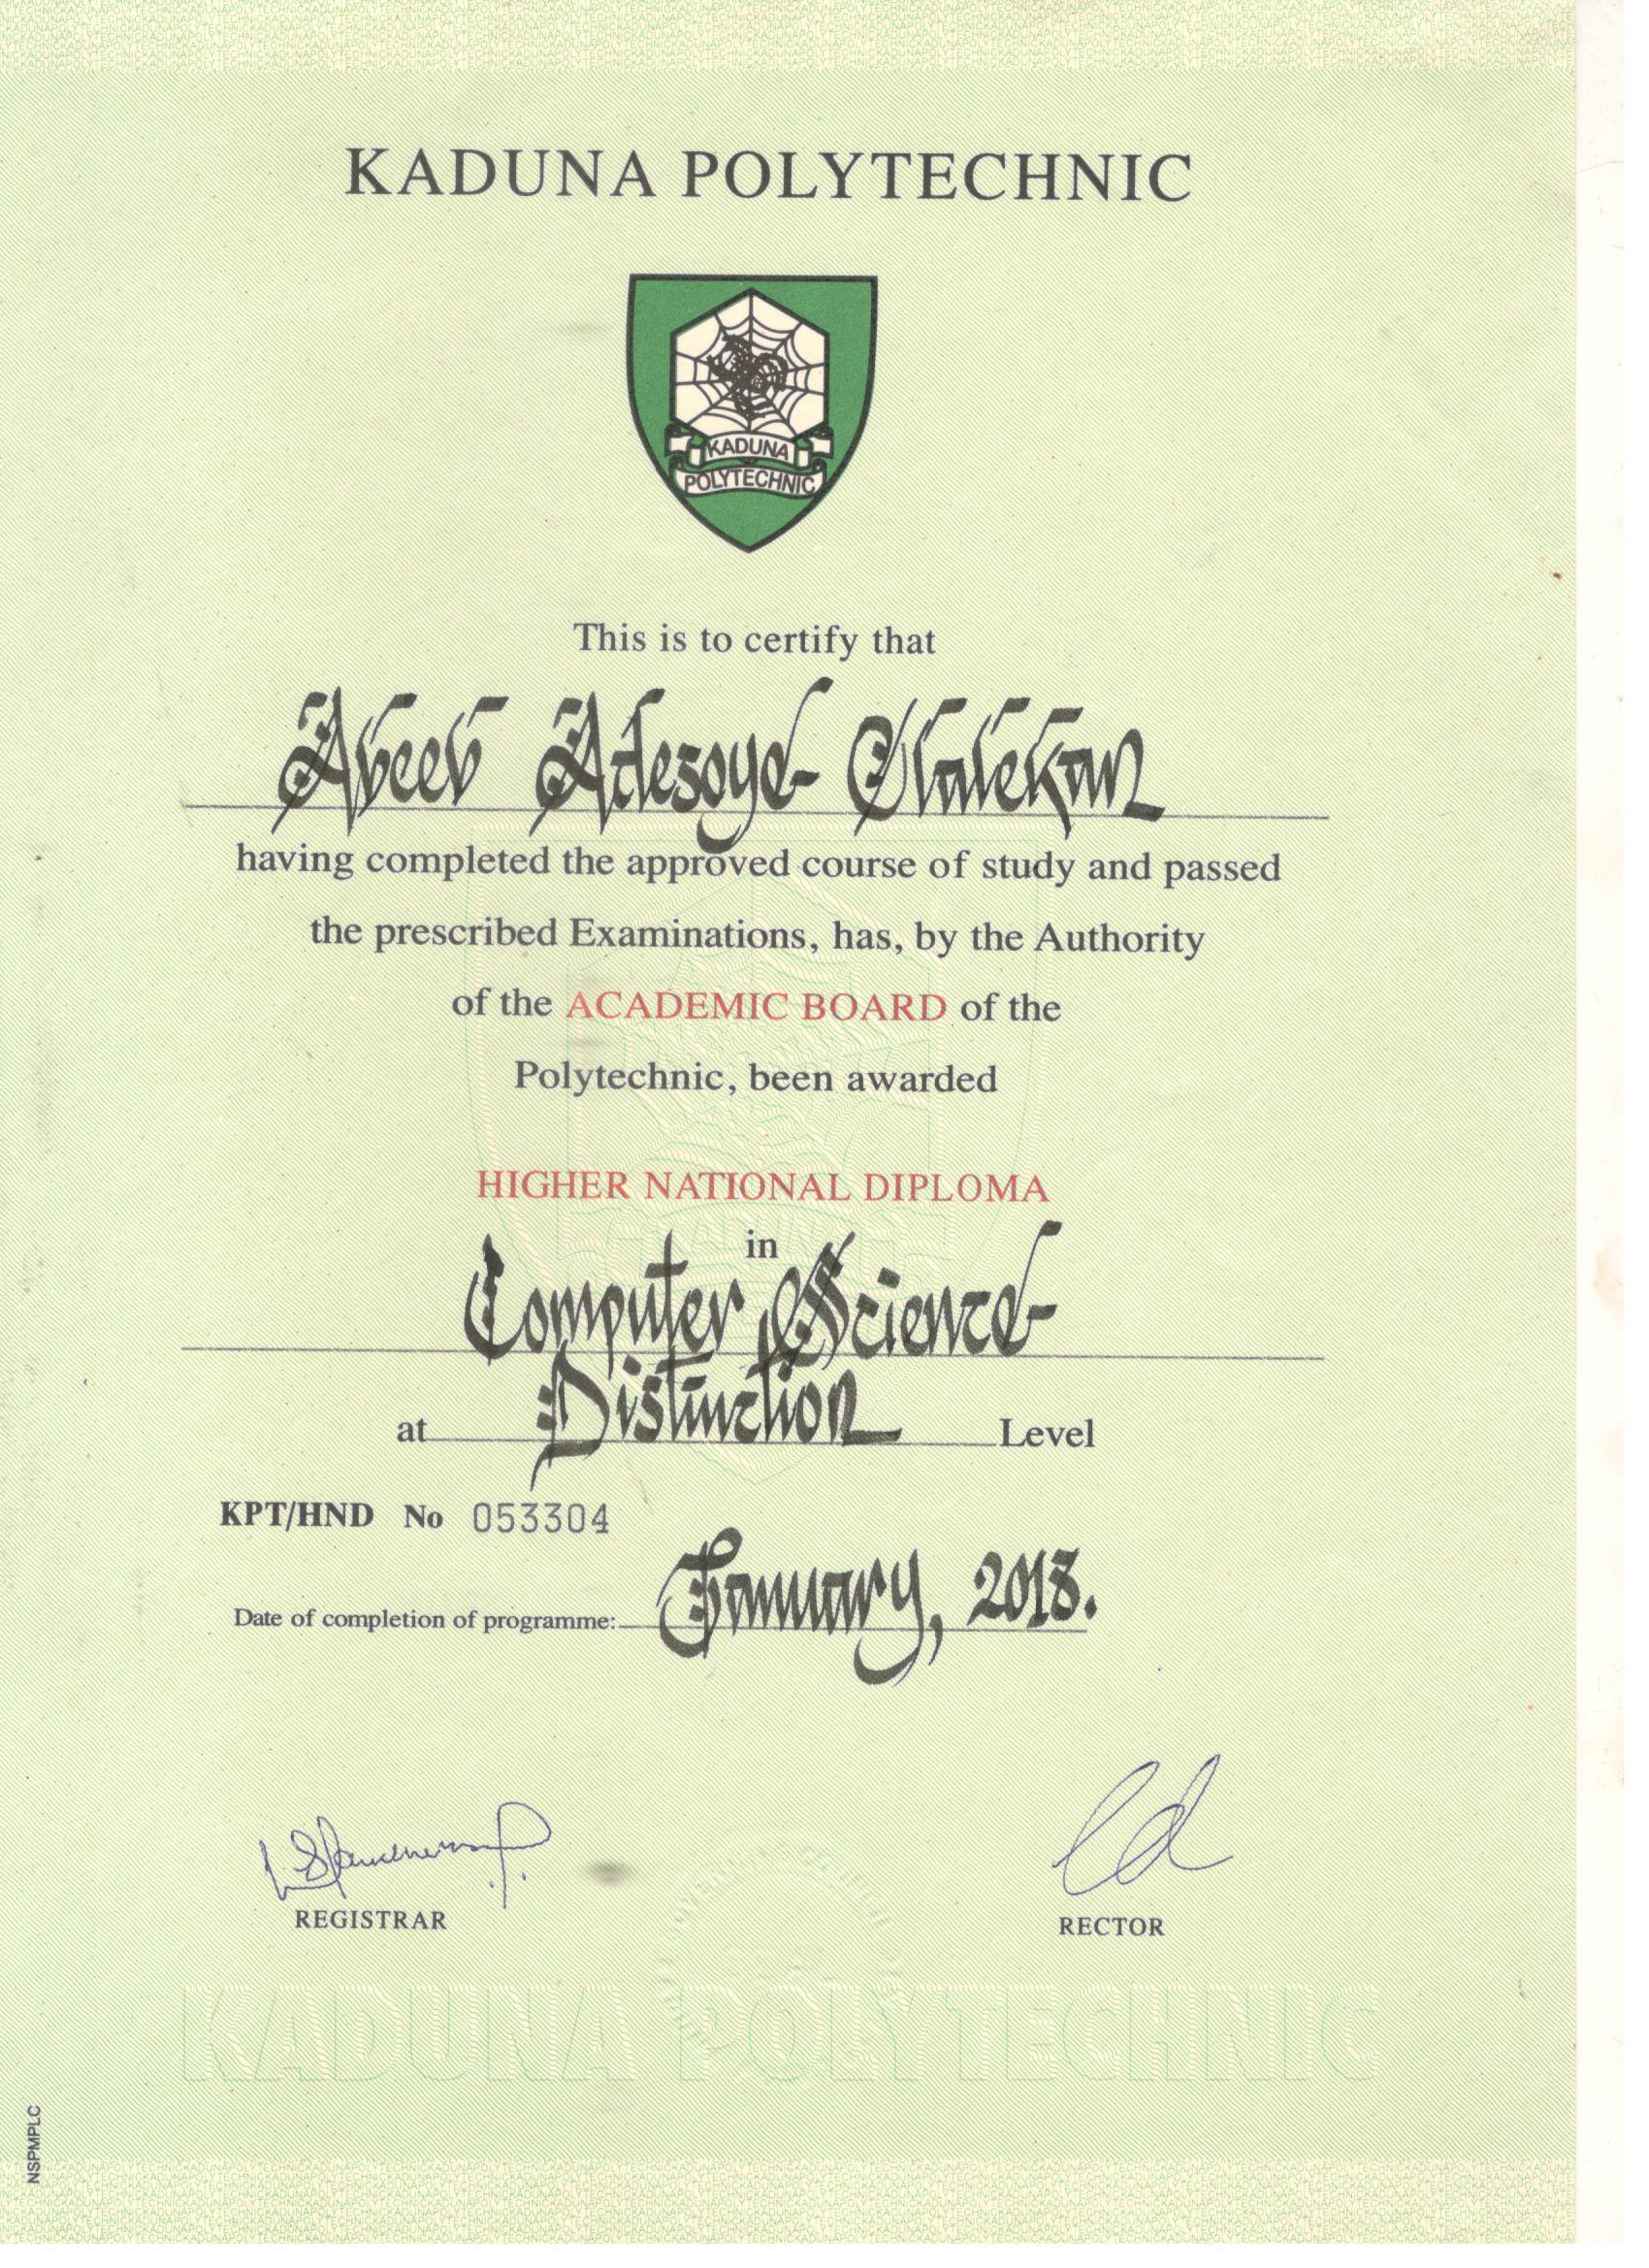 KADUNA POLYTECHNIC
KADUNA
POLYTECHNIC
This is to certify that
Abeeb Adesoye Olalekan
having completed the approved course of study and passed
the prescribed Examinations, has, by the Authority
of the ACADEMIC BOARD of the
Polytechnic, been awarded
HIGHER NATIONAL DIPLOMA
in
Computer Science
at Distinction Level
KPT/HND No 053304
Date of completion of programme: January, 2018.
REGISTRAR
RECTOR
KADUNA POLYTECHNIC
NSPMPLC